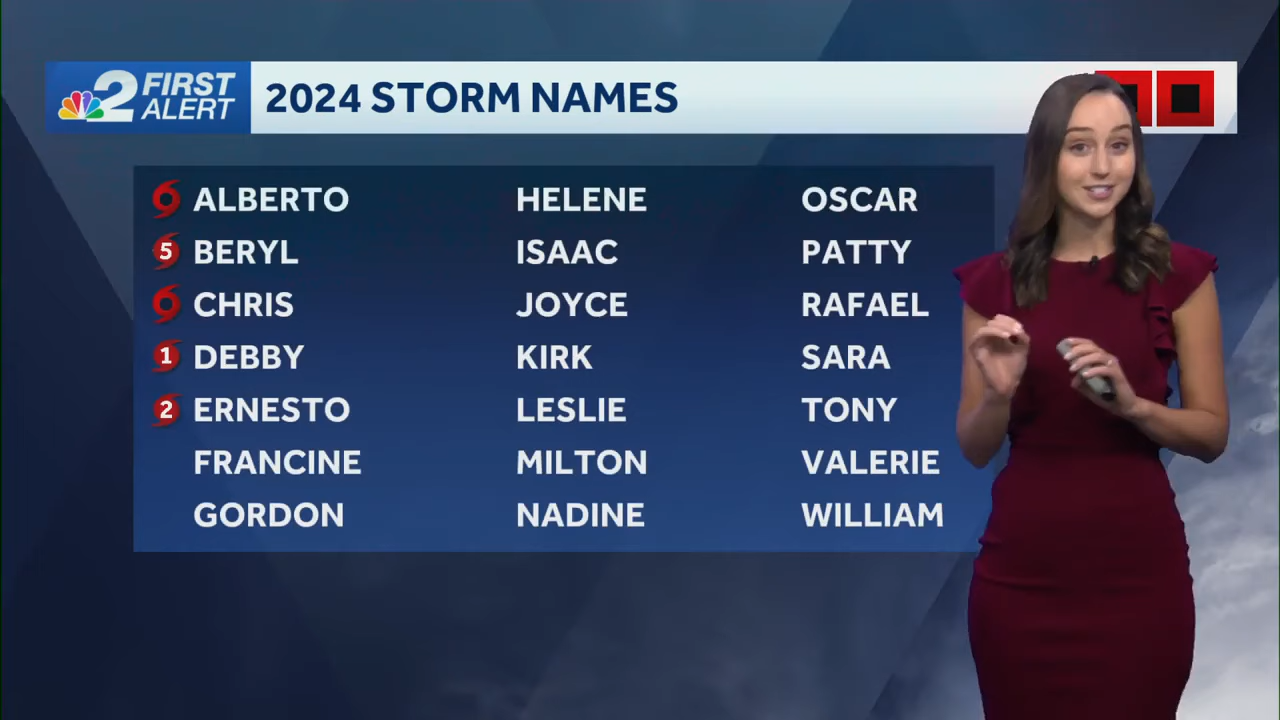 2 FIRST ALERT
2024 STORM NAMES
ALBERTO
5 BERYL
CHRIS
1 DEBBY
2 ERNESTO
FRANCINE
GORDON
HELENE
ISAAC
JOYCE
KIRK
LESLIE
MILTON
NADINE
OSCAR
PATTY
RAFAEL
SARA
TONY
VALERIE
WILLIAM